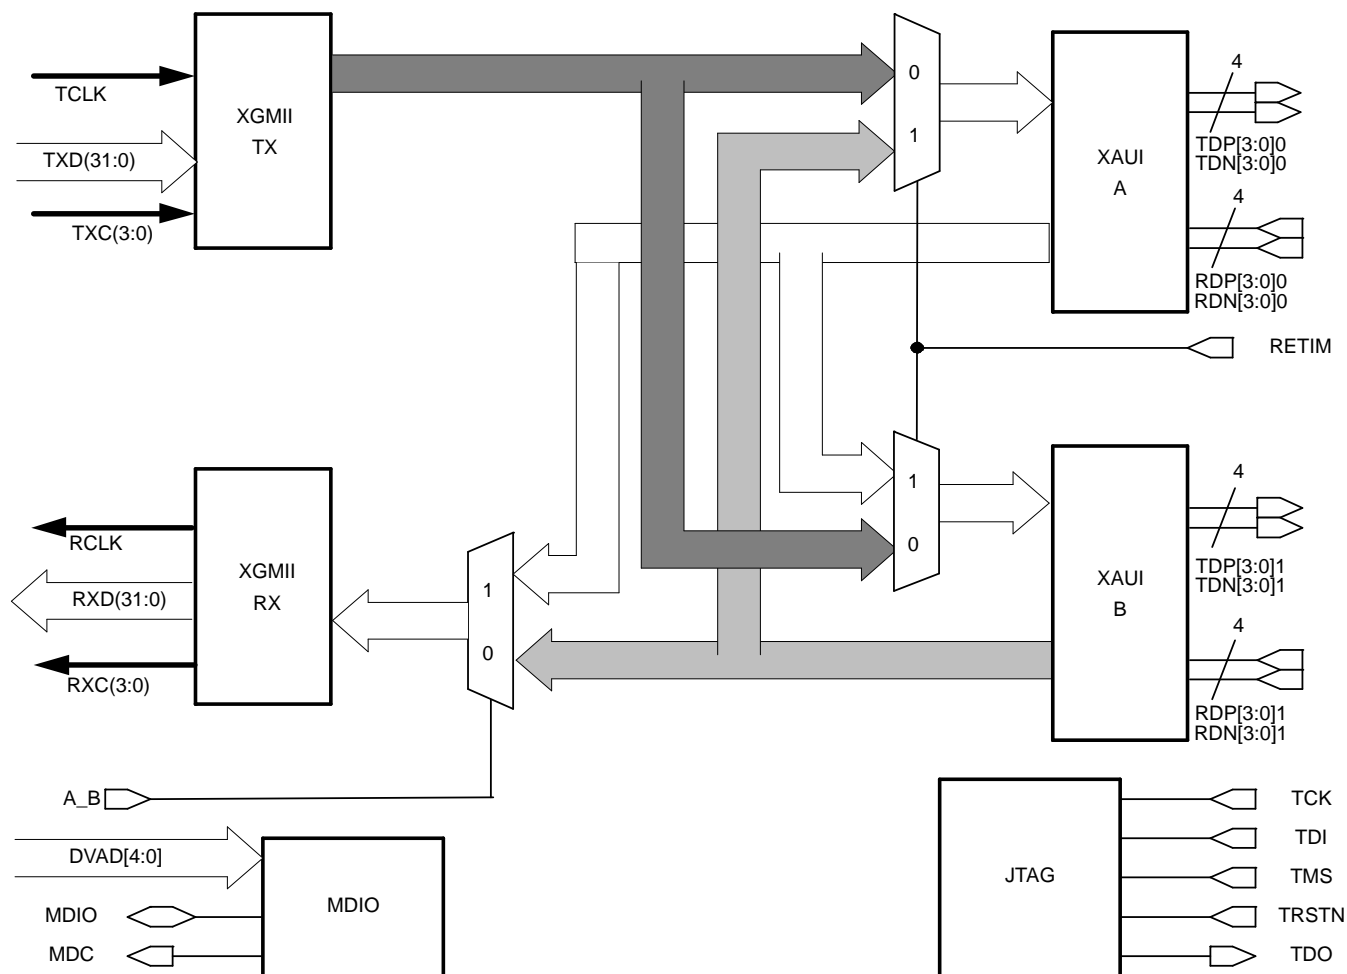 TCLK
TXD(31:0)
TXC(3:0)
XGMII
TX
0
1
XAUI
A
4
TDP[3:0]0
TDN[3:0]0
4
RDP[3:0]0
RDN[3:0]0
RETIM
RCLK
RXD(31:0)
RXC(3:0)
XGMII
RX
1
0
1
0
XAUI
B
4
TDP[3:0]1
TDN[3:0]1
4
RDP[3:0]1
RDN[3:0]1
A_B
DVAD[4:0]
MDIO
MDC
MDIO
JTAG
TCK
TDI
TMS
TRSTN
TDO